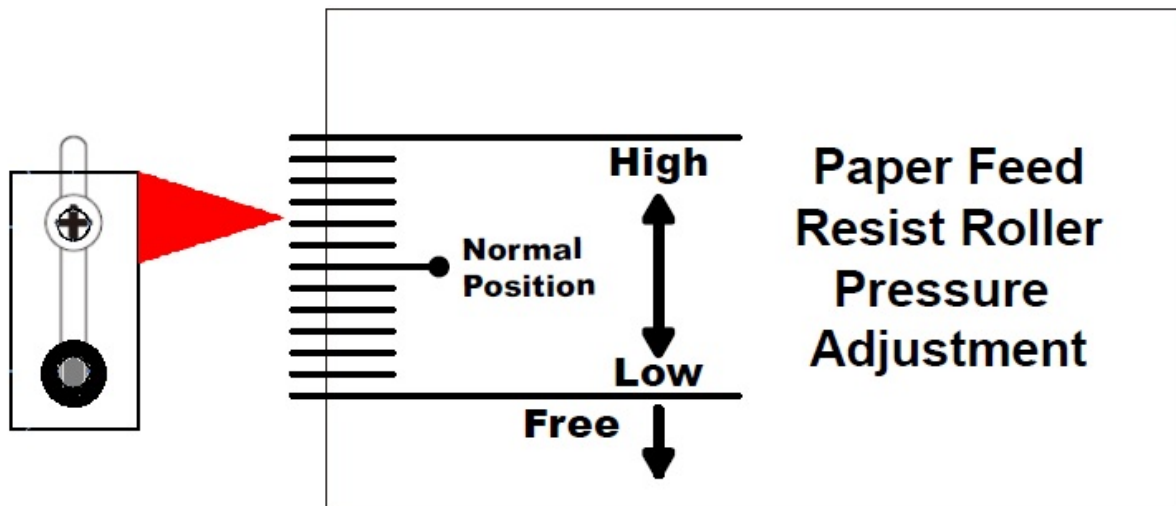 High
Normal
Position
Low
Free
Paper Feed
Resist Roller
Pressure
Adjustment